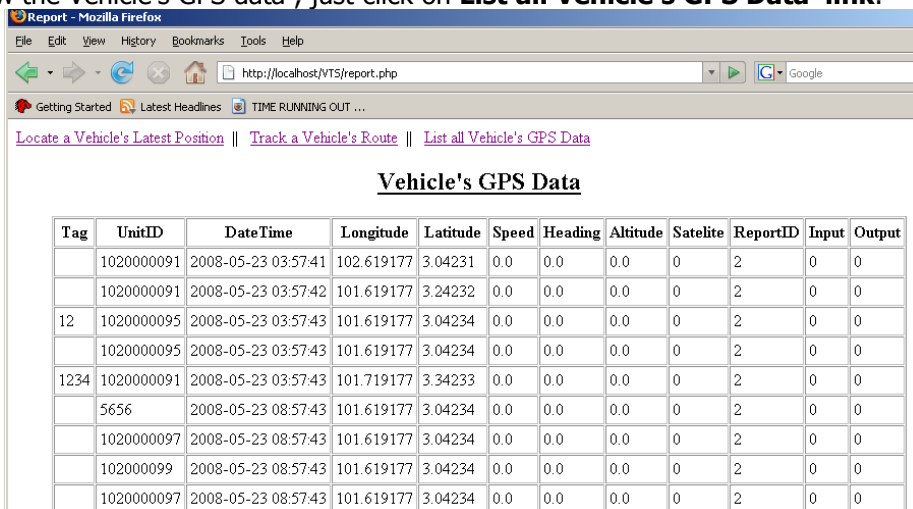 w the Vehicle's GPS data , just click on List all Vehicle's GPS Data link.
Report - Mozilla Firefox
File Edit View History Bookmarks Tools Help
http://localhost/VTS/report.php
G Google
Getting Started Latest Headlines TIME RUNNING OUT ...
Locate a Vehicle's Latest Position || Track a Vehicle's Route || List all Vehicle's GPS Data
Vehicle's GPS Data
Tag UnitID DateTime Longitude Latitude Speed Heading Altitude Satelite ReportID Input Output
1020000091 2008-05-23 03:57:41 102.619177 3.04231 0.0 0.0 0.0 0 2 0 0
1020000091 2008-05-23 03:57:42 101.619177 3.24232 0.0 0.0 0.0 0 2 0 0
12 1020000095 2008-05-23 03:57:43 101.619177 3.04234 0.0 0.0 0.0 0 2 0 0
1020000095 2008-05-23 03:57:43 101.619177 3.04234 0.0 0.0 0.0 0 2 0 0
1234 1020000091 2008-05-23 03:57:43 101.719177 3.34233 0.0 0.0 0.0 0 2 0 0
5656 2008-05-23 08:57:43 101.619177 3.04234 0.0 0.0 0.0 0 2 0 0
1020000097 2008-05-23 08:57:43 101.619177 3.04234 0.0 0.0 0.0 0 2 0 0
102000099 2008-05-23 08:57:43 101.619177 3.04234 0.0 0.0 0.0 0 2 0 0
1020000097 2008-05-23 08:57:43 101.619177 3.04234 0.0 0.0 0.0 0 2 0 0